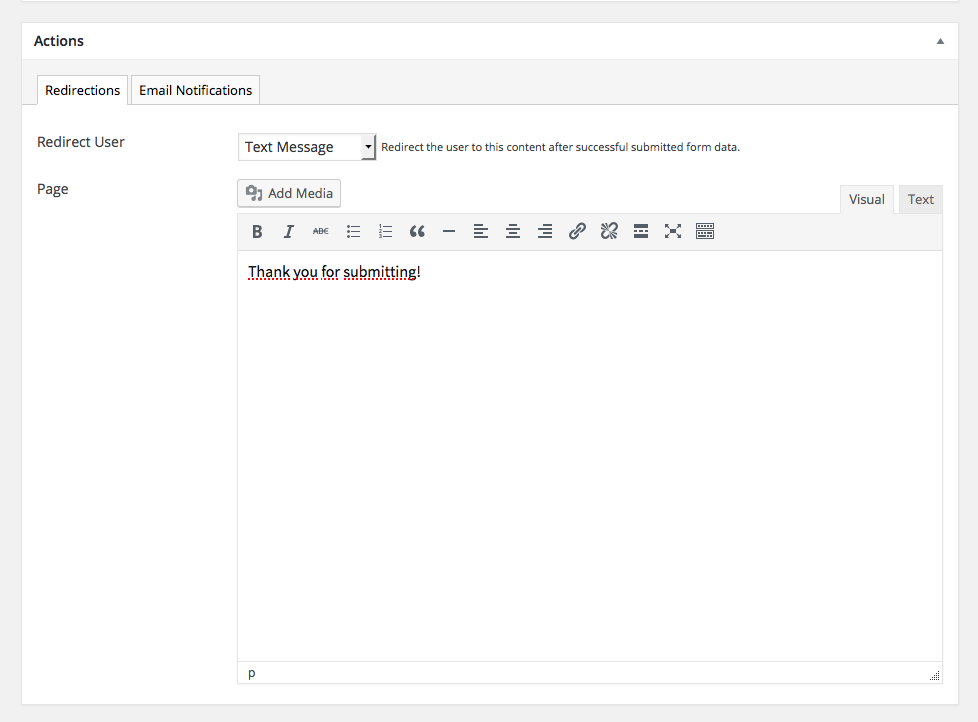 Actions
Redirections Email Notifications
Redirect User Text Message Redirect the user to this content after successful submitted form data.
Page Add Media Visual Text
B I ABC
Thank you for submitting!
p